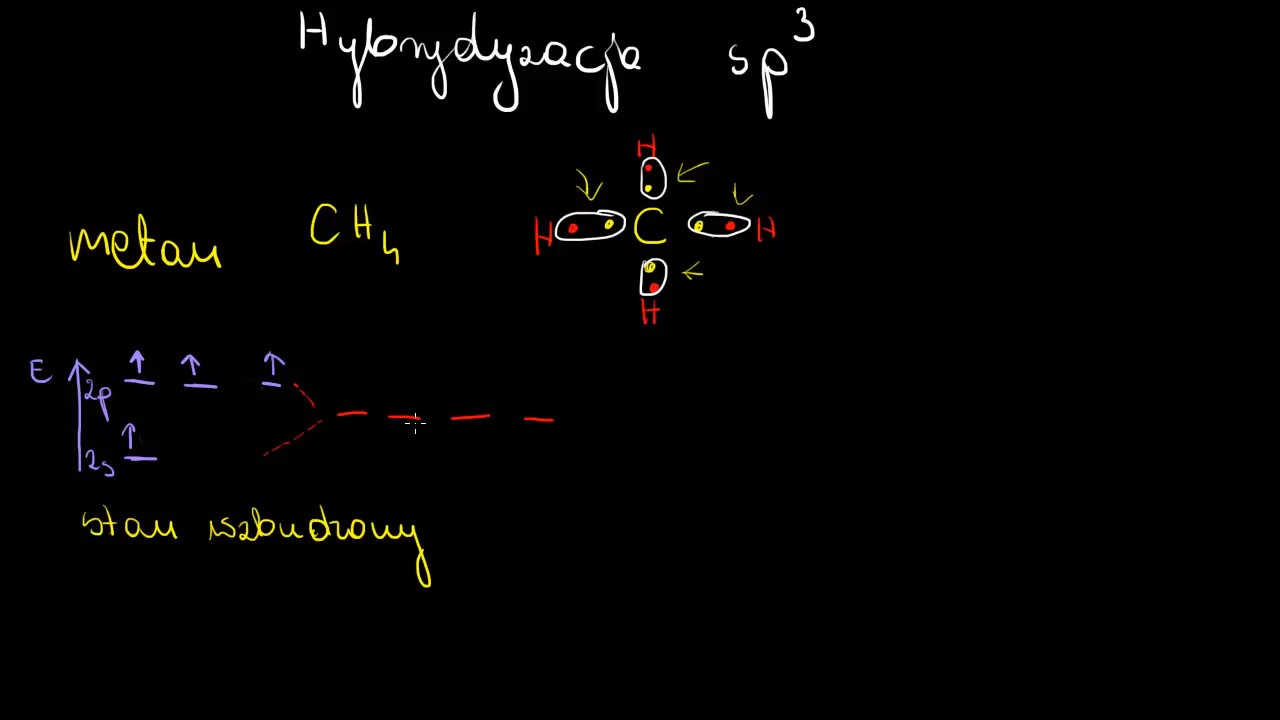 Hybrydyzacja sp³
metan CH₄
H
H C H
H
E
2p
2s
stan wzbudzony